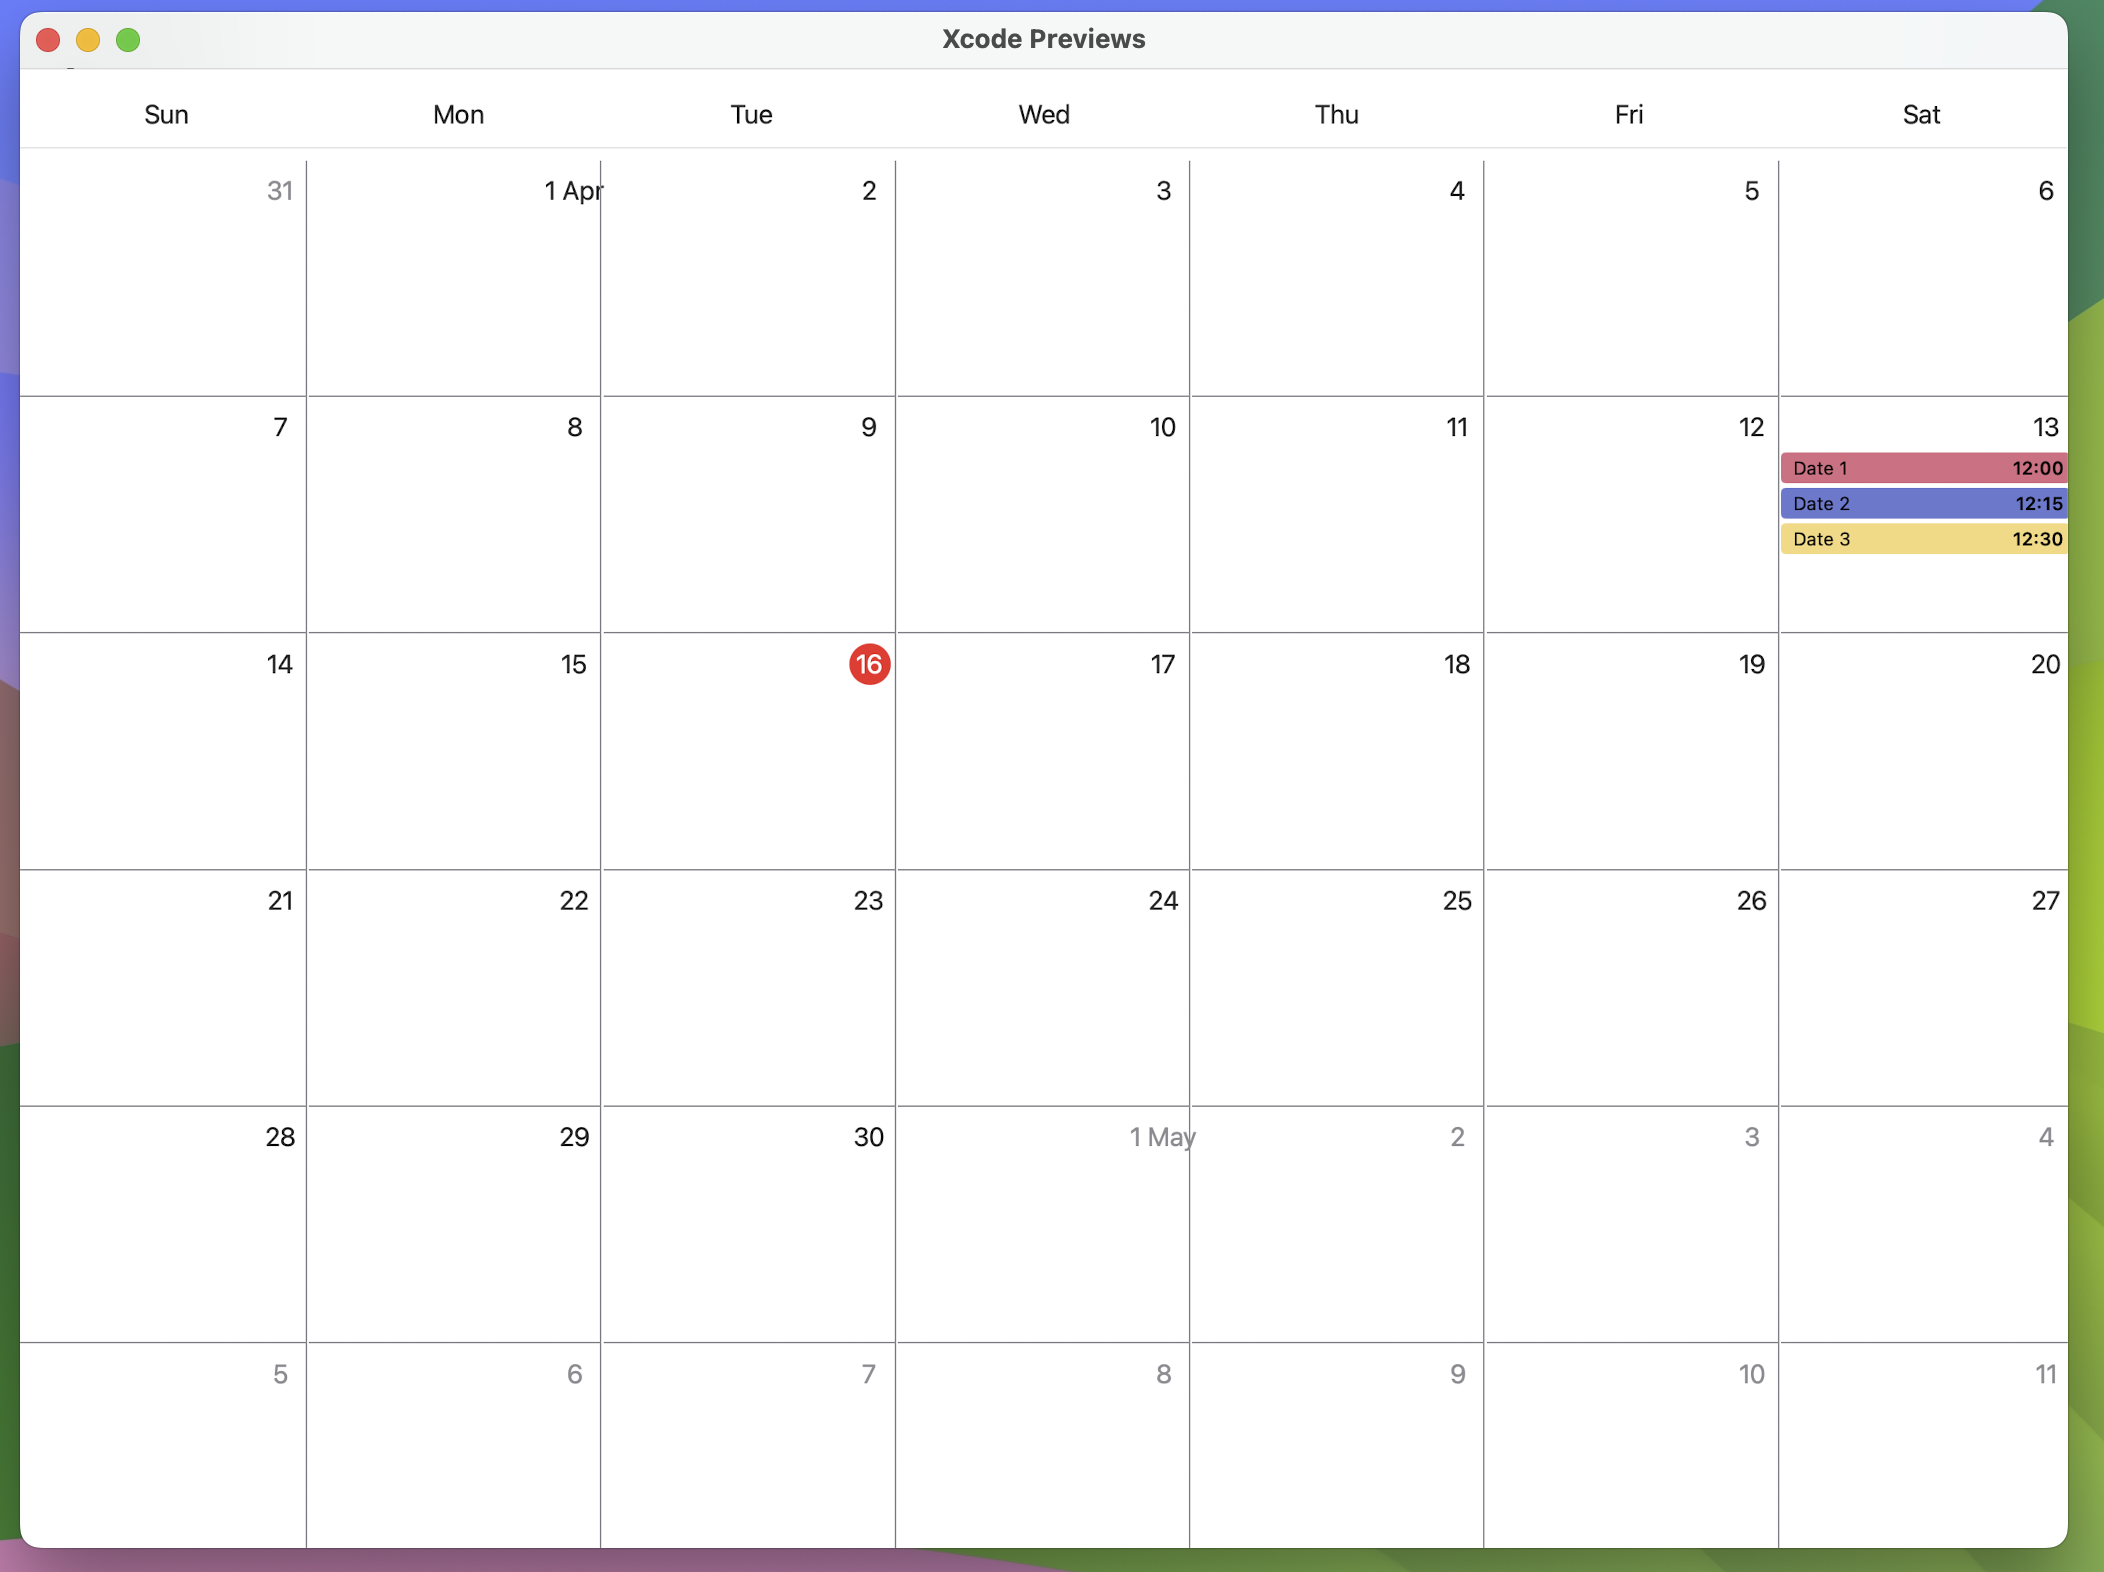 Xcode Previews
Sun Mon Tue Wed Thu Fri Sat
31 1 Apr 2 3 4 5 6
7 8 9 10 11 12 13
Date 1 12:00
Date 2 12:15
Date 3 12:30
14 15 16 17 18 19 20
21 22 23 24 25 26 27
28 29 30 1 May 2 3 4
5 6 7 8 9 10 11